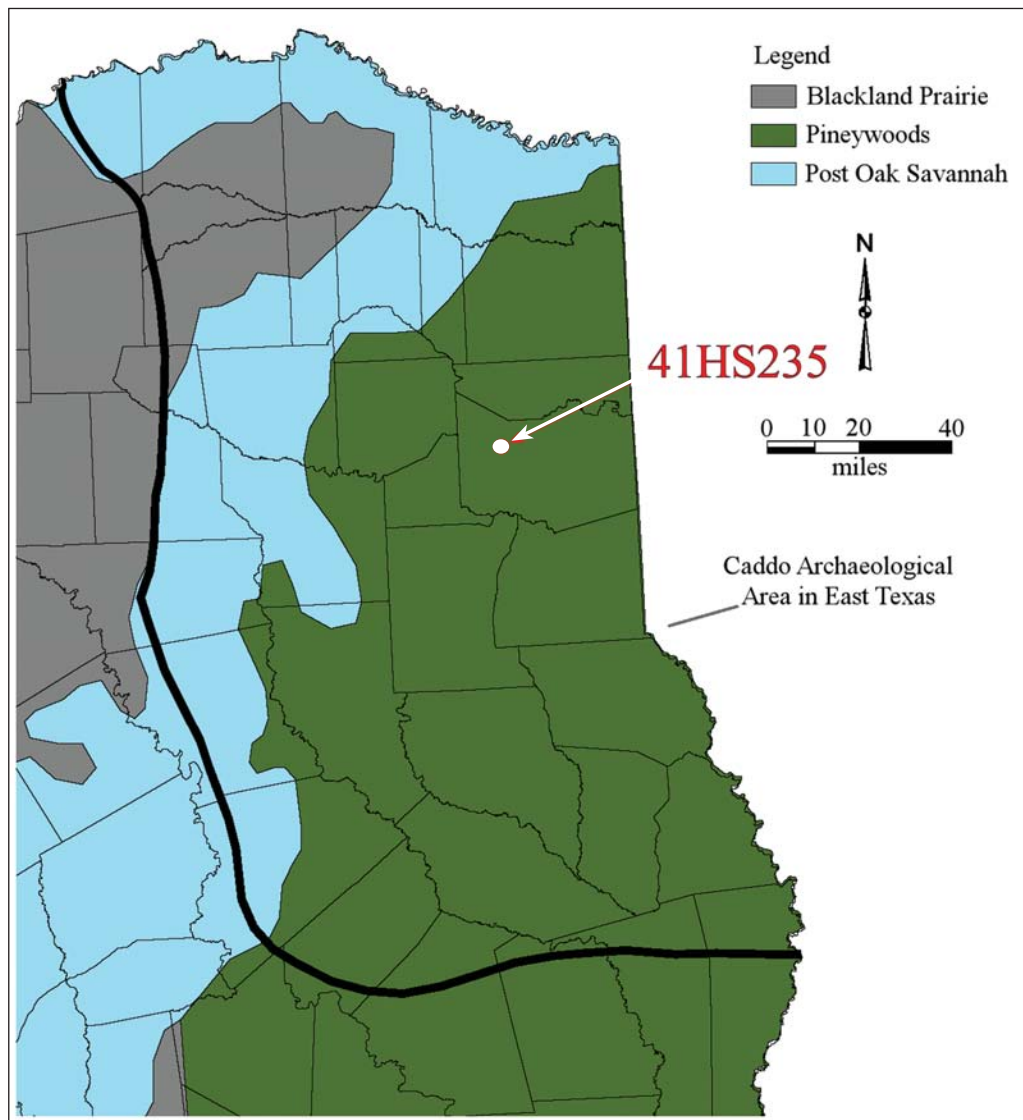 Legend
Blackland Prairie
Pineywoods
Post Oak Savannah
N
41HS235
0 10 20 40
miles
Caddo Archaeological
Area in East Texas